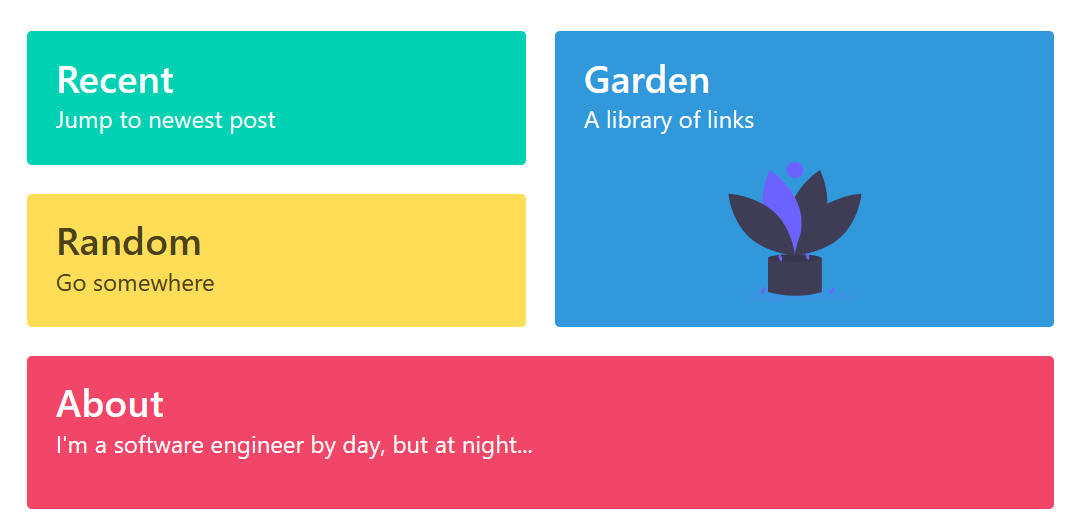 Recent
Jump to newest post
Random
Go somewhere
Garden
A library of links
About
I'm a software engineer by day, but at night...